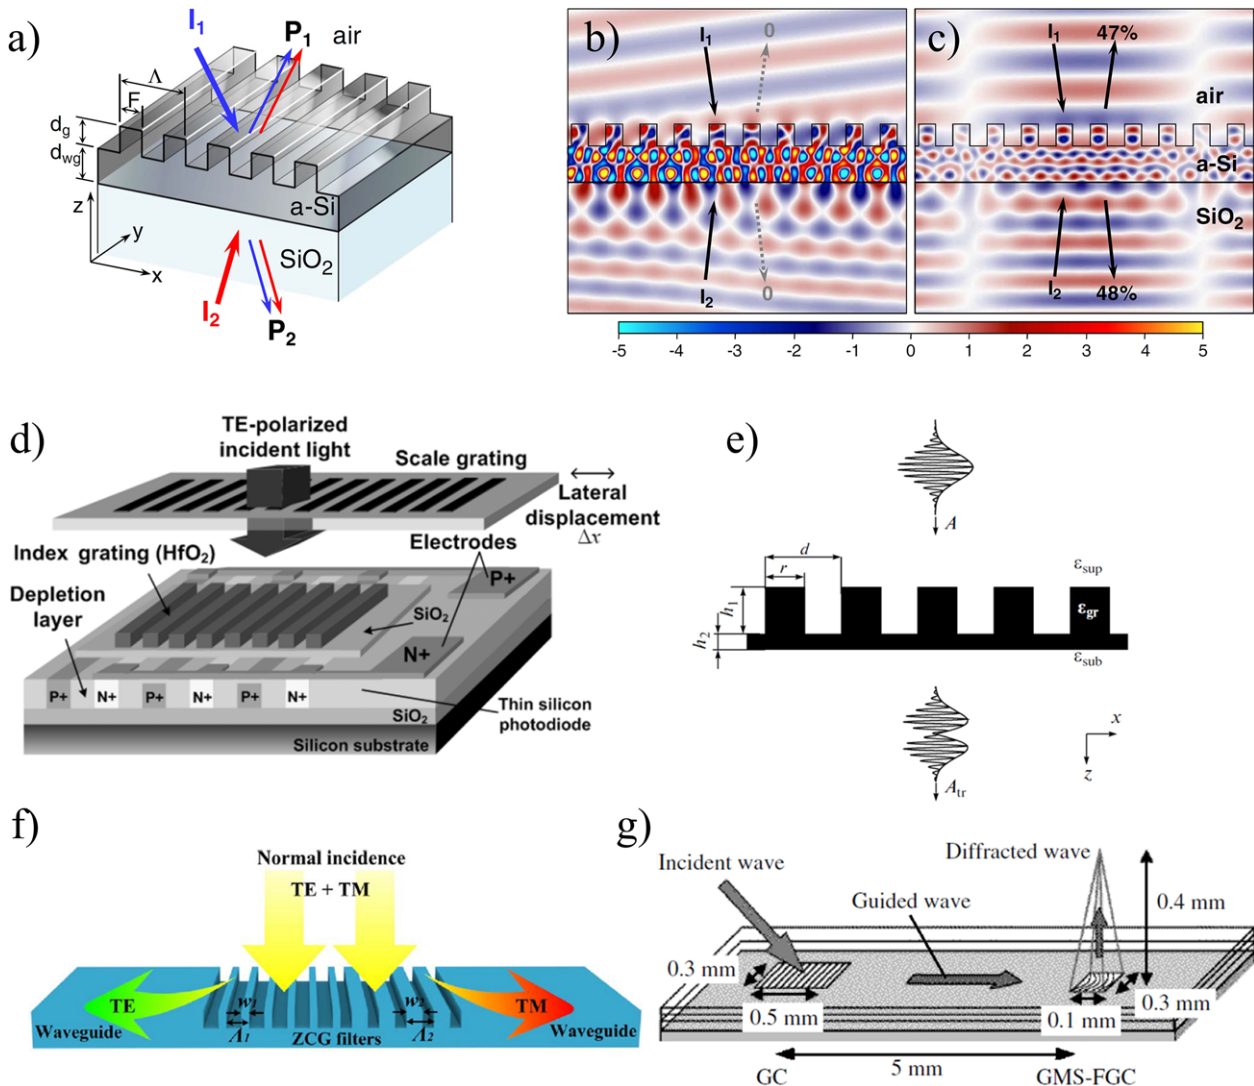 a)
I1
P1
air
Λ
F
dg
dwg
z
y
x
a-Si
SiO2
I2
P2
b)
I1
0
I2
0
c)
I1
47%
air
a-Si
SiO2
I2
48%
-5 -4 -3 -2 -1 0 1 2 3 4 5
d)
TE-polarized
incident light
Scale grating
Lateral
displacement
Δx
Index grating (HfO2)
Electrodes
Depletion
layer
P+
SiO2
N+
P+ N+ P+ N+ P+ N+
Thin silicon
photodiode
SiO2
Silicon substrate
e)
A
d
r
εsup
h1
εgr
h2
εsub
x
z
Atr
f)
Normal incidence
TE + TM
TE
w1
w2
TM
Waveguide
Λ1
ZCG filters
Λ2
Waveguide
g)
Incident wave
Diffracted wave
Guided wave
0.4 mm
0.3 mm
0.5 mm
0.1 mm
0.3 mm
5 mm
GC
GMS-FGC